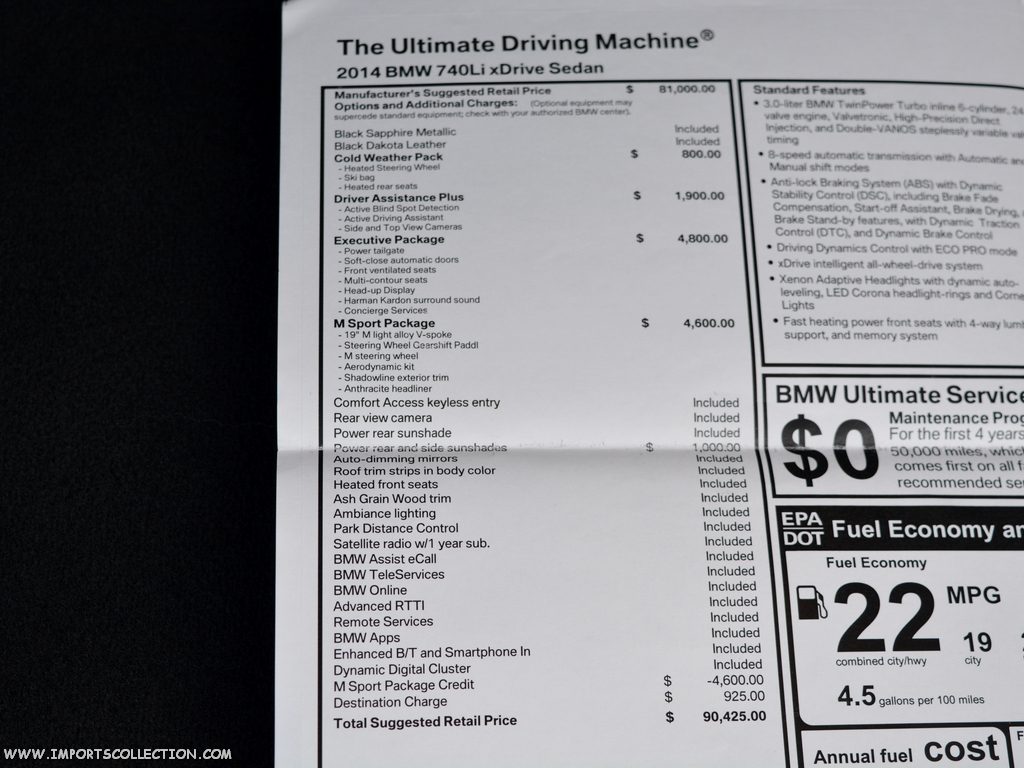 The Ultimate Driving Machine®
2014 BMW 740Li xDrive Sedan
Manufacturer's Suggested Retail Price $ 81,000.00
Options and Additional Charges: (Optional equipment may
supercede standard equipment; check with your authorized BMW center).
Black Sapphire Metallic Included
Black Dakota Leather Included
Cold Weather Pack $ 800.00
- Heated Steering Wheel
- Ski bag
- Heated rear seats
Driver Assistance Plus $ 1,900.00
- Active Blind Spot Detection
- Active Driving Assistant
- Side and Top View Cameras
Executive Package $ 4,800.00
- Power tailgate
- Soft-close automatic doors
- Front ventilated seats
- Multi-contour seats
- Head-up Display
- Harman Kardon surround sound
- Concierge Services
M Sport Package $ 4,600.00
- 19" M light alloy V-spoke
- Steering Wheel Gearshift Paddl
- M steering wheel
- Aerodynamic kit
- Shadowline exterior trim
- Anthracite headliner
Comfort Access keyless entry Included
Rear view camera Included
Power rear sunshade Included
Power rear and side sunshades $ 1,000.00
Auto-dimming mirrors Included
Roof trim strips in body color Included
Heated front seats Included
Ash Grain Wood trim Included
Ambiance lighting Included
Park Distance Control Included
Satellite radio w/1 year sub. Included
BMW Assist eCall Included
BMW TeleServices Included
BMW Online Included
Advanced RTTI Included
Remote Services Included
BMW Apps Included
Enhanced B/T and Smartphone In Included
Dynamic Digital Cluster Included
M Sport Package Credit $ -4,600.00
Destination Charge $ 925.00
Total Suggested Retail Price $ 90,425.00
Standard Features
• 3.0-liter BMW TwinPower Turbo inline 6-cylinder, 24
valve engine, Valvetronic, High-Precision Direct
Injection, and Double-VANOS steplessly variable val
timing
• 8-speed automatic transmission with Automatic and
Manual shift modes
• Anti-lock Braking System (ABS) with Dynamic
Stability Control (DSC), including Brake Fade
Compensation, Start-off Assistant, Brake Drying,
Brake Stand-by features, with Dynamic Traction
Control (DTC), and Dynamic Brake Control
• Driving Dynamics Control with ECO PRO mode
• xDrive intelligent all-wheel-drive system
• Xenon Adaptive Headlights with dynamic auto-
leveling, LED Corona headlight-rings and Corne
Lights
• Fast heating power front seats with 4-way lumb
support, and memory system
BMW Ultimate Service
$0
Maintenance Prog
For the first 4 years
50,000 miles, which
comes first on all f
recommended se
EPA
DOT
Fuel Economy an
Fuel Economy
22 MPG
combined city/hwy
19
city
4.5 gallons per 100 miles
Annual fuel cost
WWW.IMPORTSCOLLECTION.COM